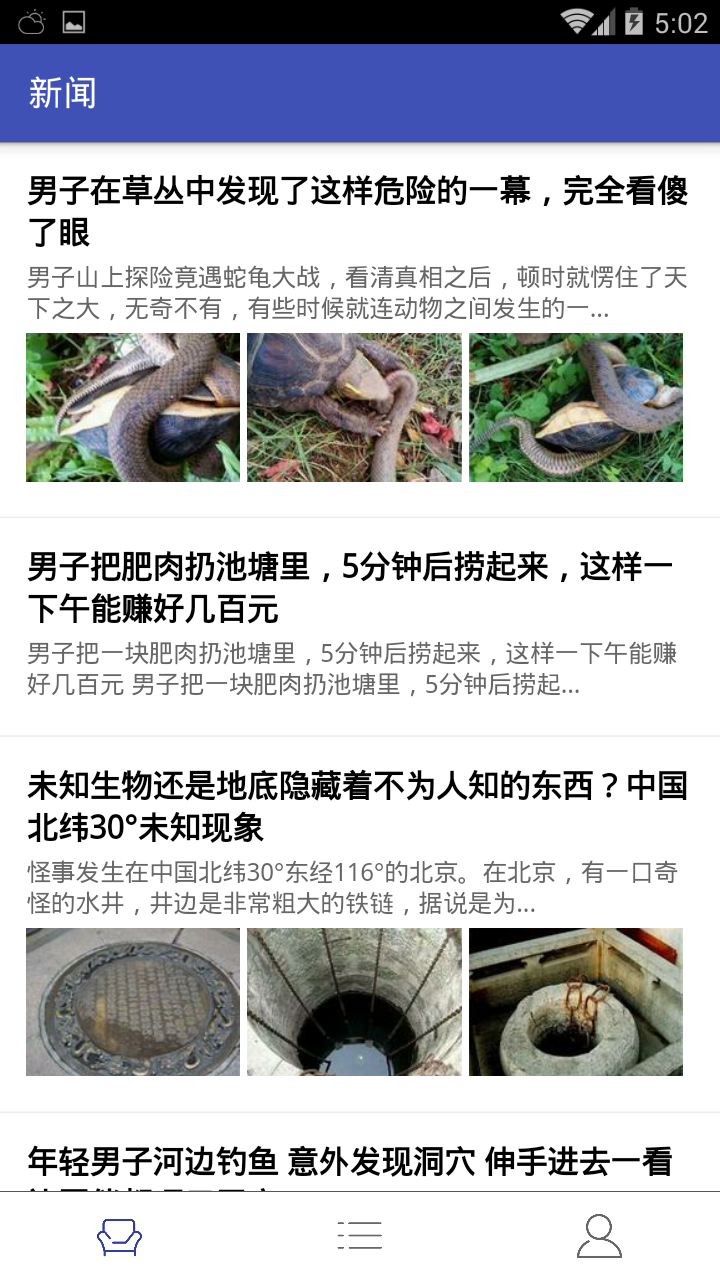 5:02
新闻
男子在草丛中发现了这样危险的一幕，完全看傻
了眼
男子山上探险竟遇蛇龟大战，看清真相之后，顿时就愣住了天
下之大，无奇不有，有些时候就连动物之间发生的一...
男子把肥肉扔池塘里，5分钟后捞起来，这样一
下午能赚好几百元
男子把一块肥肉扔池塘里，5分钟后捞起来，这样一下午能赚
好几百元 男子把一块肥肉扔池塘里，5分钟后捞起...
未知生物还是地底隐藏着不为人知的东西？中国
北纬30°未知现象
怪事发生在中国北纬30°东经116°的北京。在北京，有一口奇
怪的水井，井边是非常粗大的铁链，据说是为...
年轻男子河边钓鱼 意外发现洞穴 伸手进去一看